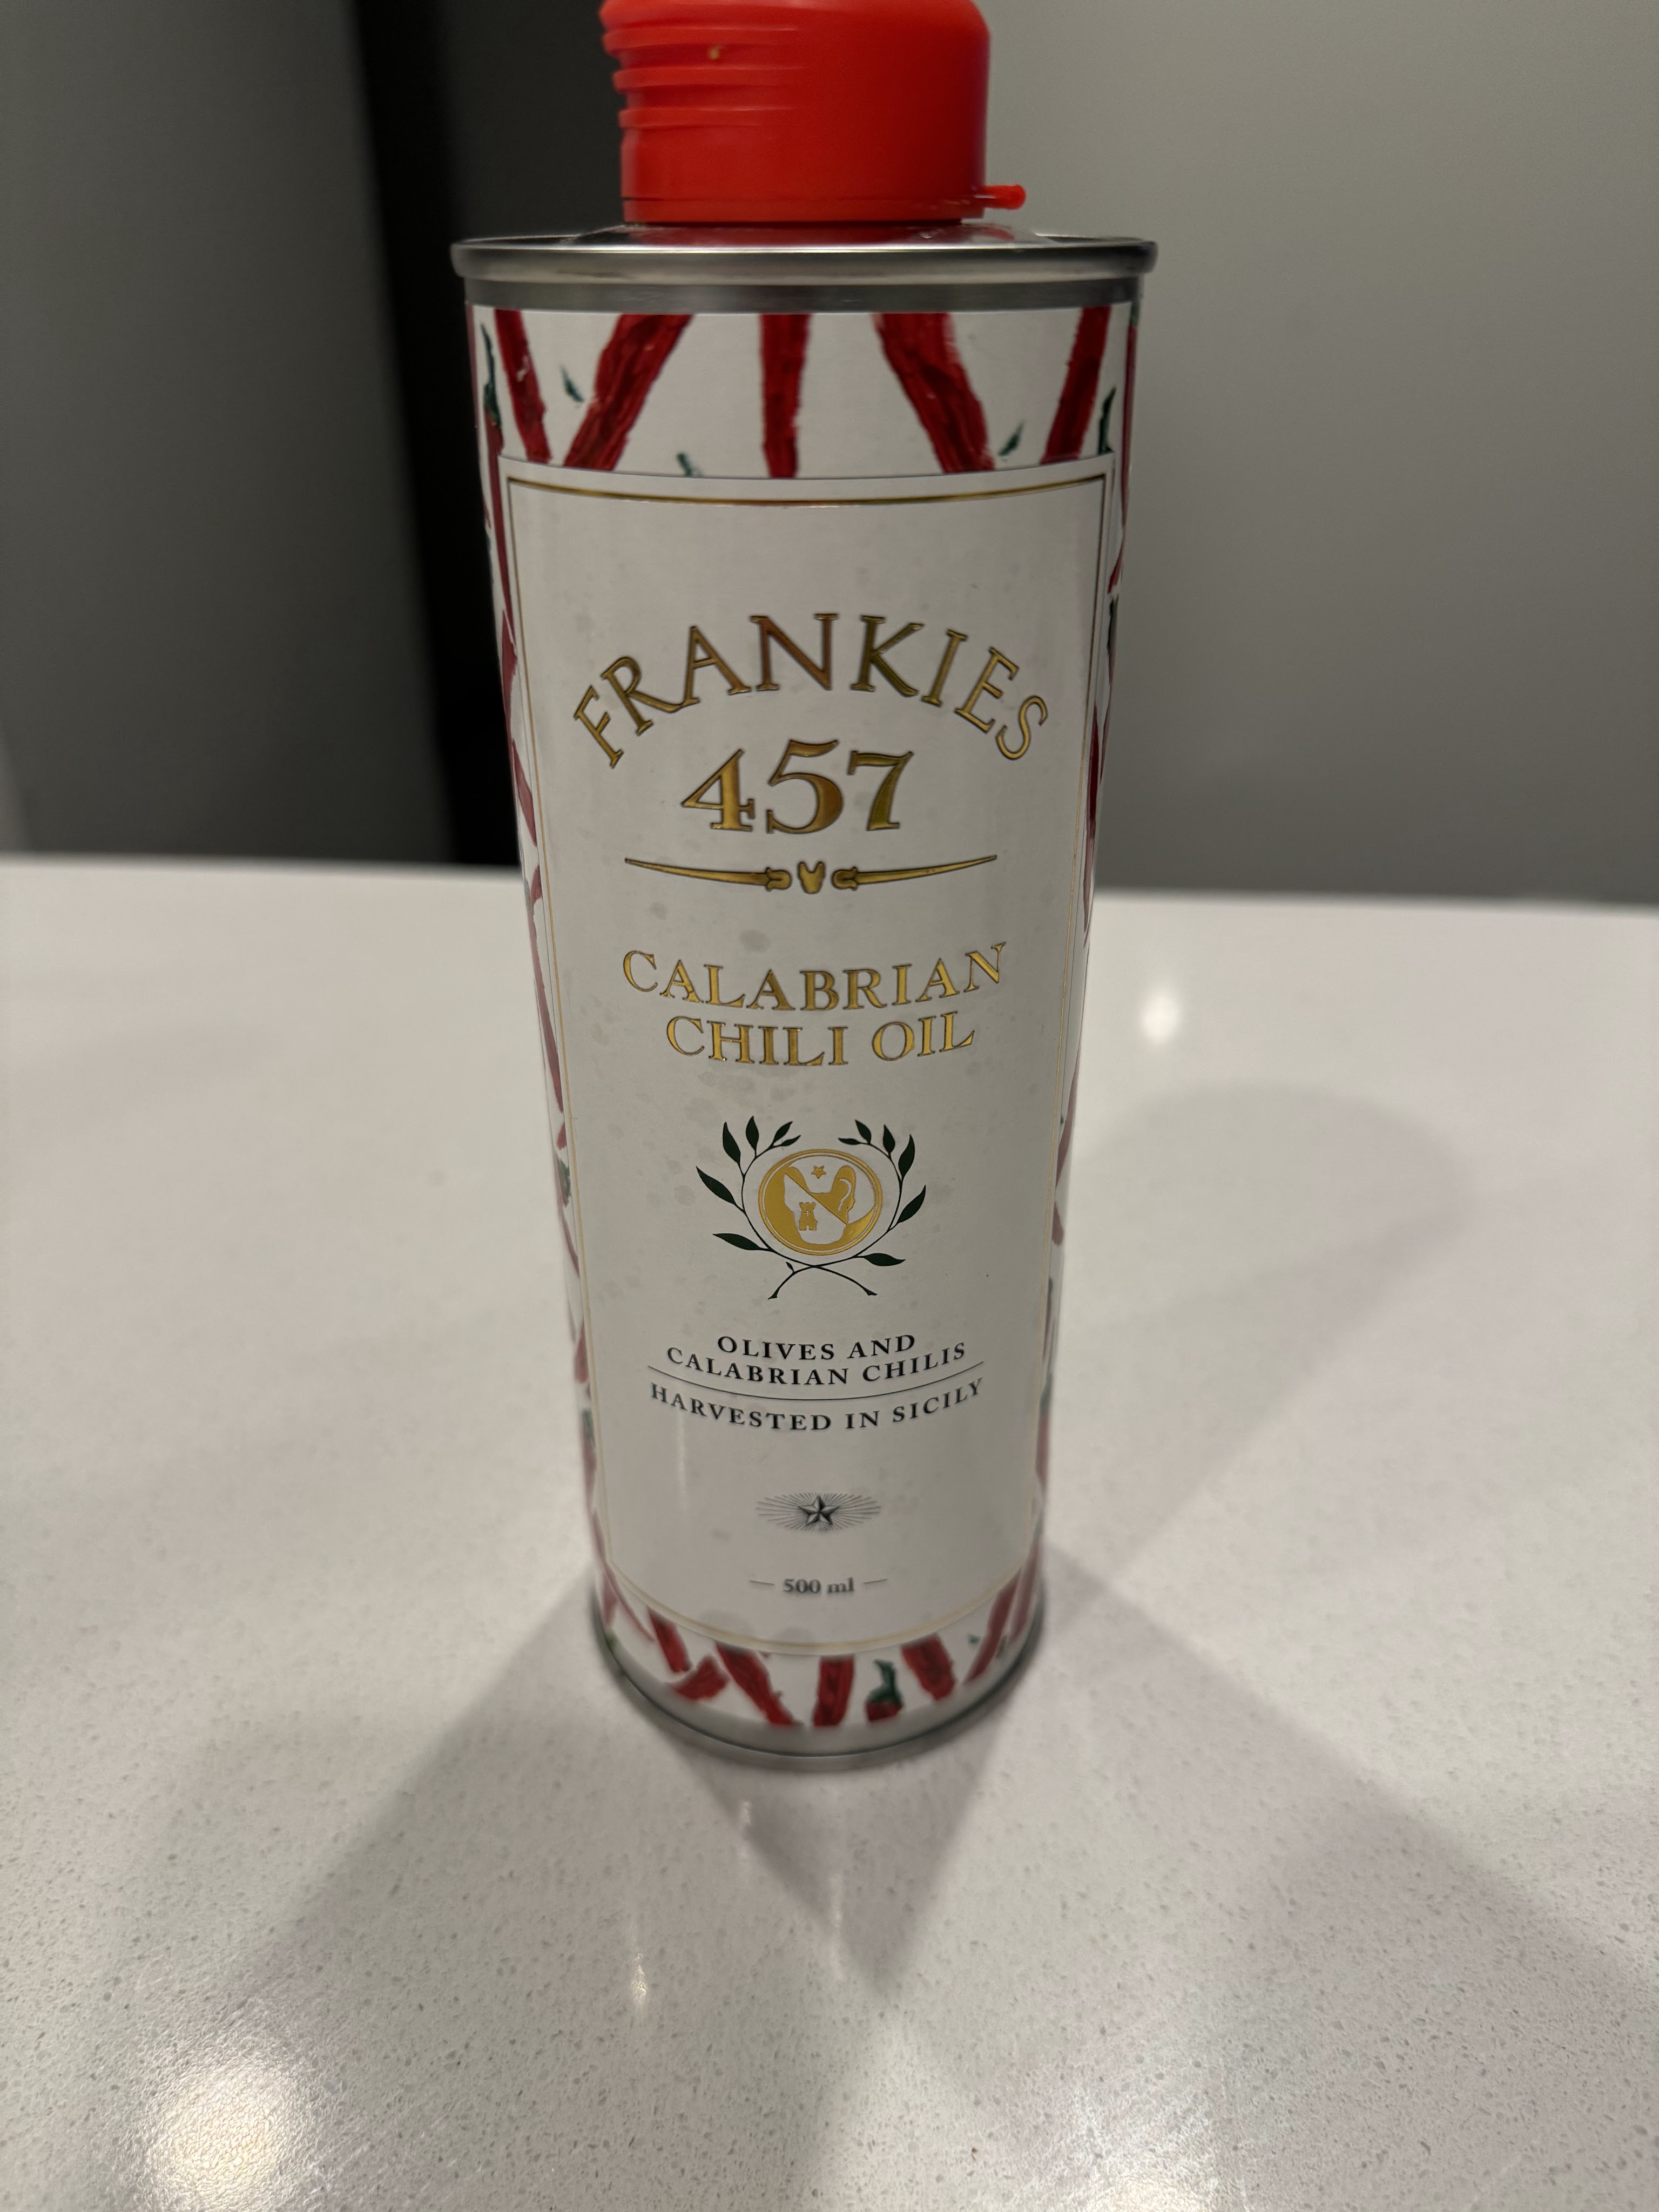 FRANKIES
457
CALABRIAN
CHILI OIL
OLIVES AND
CALABRIAN CHILIS
HARVESTED IN SICILY
— 500 ml —